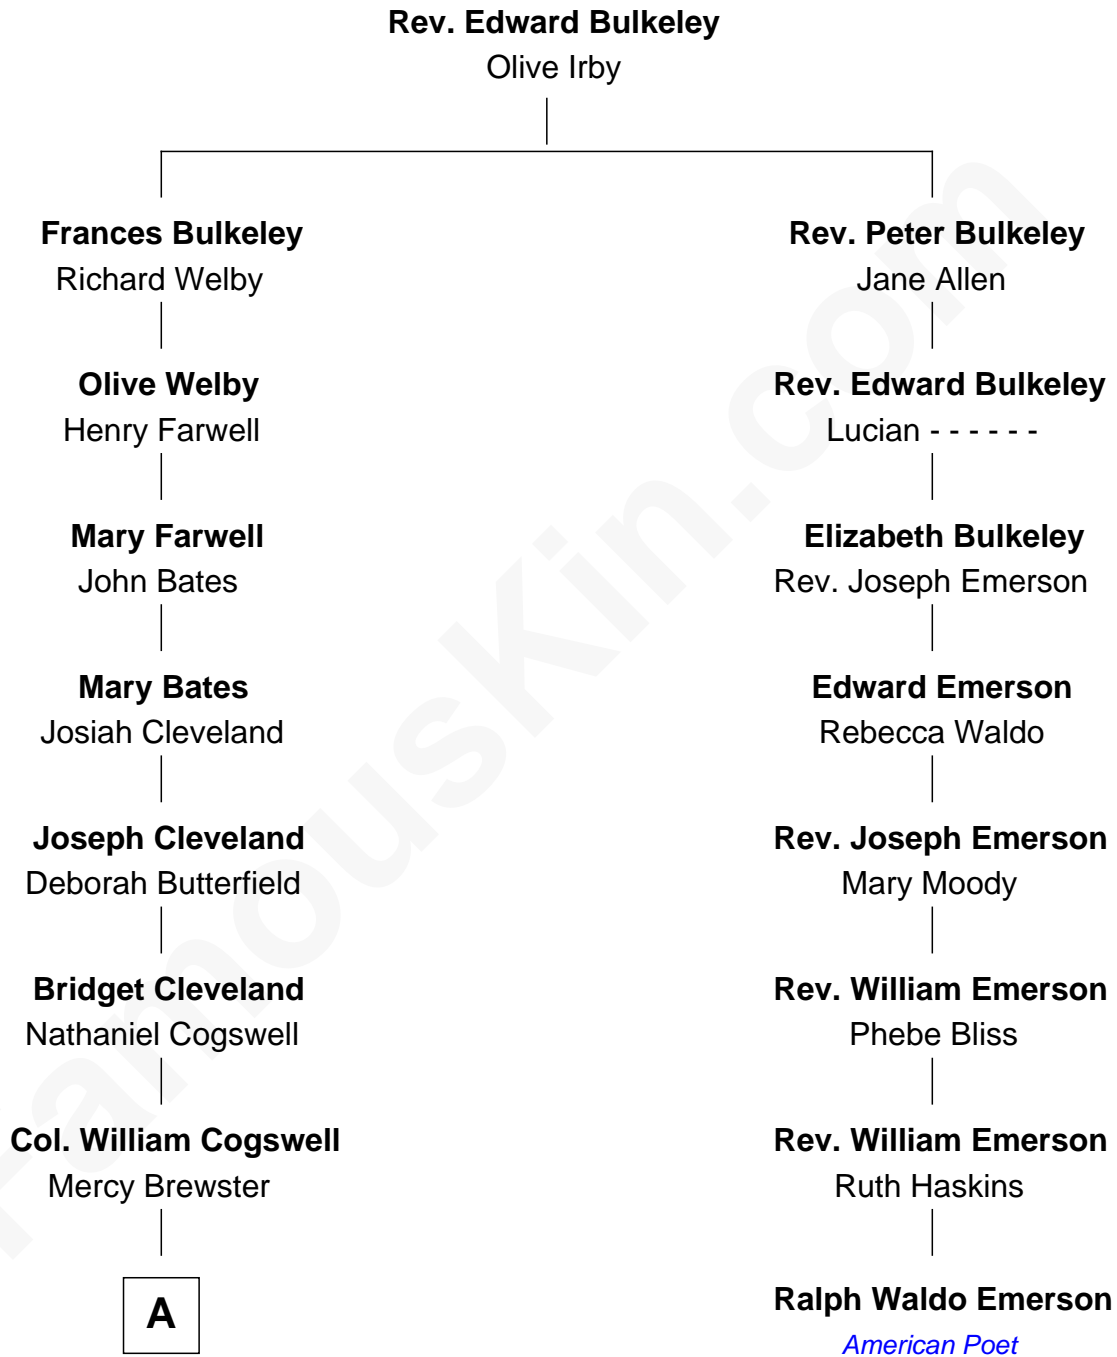 Rev. Edward Bulkeley
Olive Irby
Frances Bulkeley
Richard Welby
Rev. Peter Bulkeley
Jane Allen
Olive Welby
Henry Farwell
Rev. Edward Bulkeley
Lucian - - - - - -
Mary Farwell
John Bates
Elizabeth Bulkeley
Rev. Joseph Emerson
Mary Bates
Josiah Cleveland
Edward Emerson
Rebecca Waldo
Joseph Cleveland
Deborah Butterfield
Rev. Joseph Emerson
Mary Moody
Bridget Cleveland
Nathaniel Cogswell
Rev. William Emerson
Phebe Bliss
Col. William Cogswell
Mercy Brewster
Rev. William Emerson
Ruth Haskins
A
Ralph Waldo Emerson
American Poet
FamousKin.com